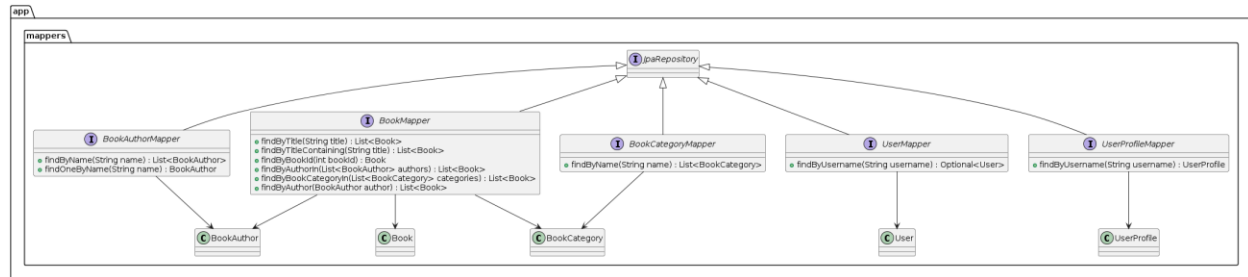 app
mappers
I JpaRepository
I BookAuthorMapper
findByName(String name) : List<BookAuthor>
findOneByName(String name) : BookAuthor
I BookMapper
findByTitle(String title) : List<Book>
findByTitleContaining(String title) : List<Book>
findByBookId(int bookId) : Book
findByAuthorIn(List<BookAuthor> authors) : List<Book>
findByBookCategoryIn(List<BookCategory> categories) : List<Book>
findByAuthor(BookAuthor author) : List<Book>
I BookCategoryMapper
findByName(String name) : List<BookCategory>
I UserMapper
findByUsername(String username) : Optional<User>
I UserProfileMapper
findByUsername(String username) : UserProfile
C BookAuthor
C Book
C BookCategory
C User
C UserProfile